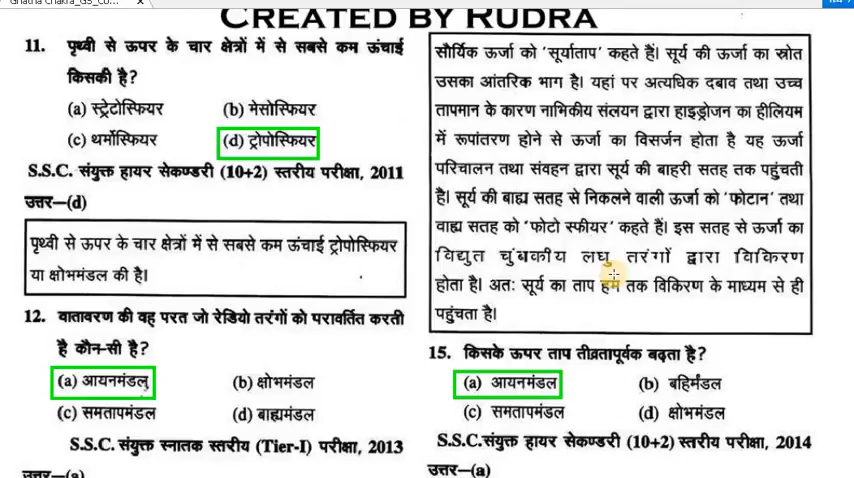 Ghatna Chakra_GS_Cu...
CREATED BY RUDRA
11. पृथ्वी से ऊपर के चार क्षेत्रों में से सबसे कम ऊंचाई
किसकी है?
(a) स्ट्रेटोस्फियर (b) मेसोस्फियर
(c) थर्मोस्फियर (d) ट्रोपोस्फियर
S.S.C. संयुक्त हायर सेकण्डरी (10+2) स्तरीय परीक्षा, 2011
उत्तर–(d)
पृथ्वी से ऊपर के चार क्षेत्रों में से सबसे कम ऊंचाई ट्रोपोस्फियर
या क्षोभमंडल की है।
12. वातावरण की वह परत जो रेडियो तरंगों को परावर्तित करती
है कौन-सी है?
(a) आयनमंडल (b) क्षोभमंडल
(c) समतापमंडल (d) बाह्यमंडल
S.S.C. संयुक्त स्नातक स्तरीय (Tier-I) परीक्षा, 2013
उत्तर–(a)
सौर्यिक ऊर्जा को 'सूर्याताप' कहते हैं। सूर्य की ऊर्जा का स्रोत
उसका आंतरिक भाग है। यहां पर अत्यधिक दबाव तथा उच्च
तापमान के कारण नाभिकीय संलयन द्वारा हाइड्रोजन का हीलियम
में रूपांतरण होने से ऊर्जा का विसर्जन होता है यह ऊर्जा
परिचालन तथा संवहन द्वारा सूर्य की बाहरी सतह तक पहुंचती
है। सूर्य की बाह्य सतह से निकलने वाली ऊर्जा को 'फोटान' तथा
वाह्य सतह को 'फोटो स्फीयर' कहते हैं। इस सतह से ऊर्जा का
विद्युत चुंबकीय लघु तरंगों द्वारा विकिरण
होता है। अतः सूर्य का ताप हम तक विकिरण के माध्यम से ही
पहुंचता है।
15. किसके ऊपर ताप तीव्रतापूर्वक बढ़ता है?
(a) आयनमंडल (b) बहिर्मंडल
(c) समतापमंडल (d) क्षोभमंडल
S.S.C.संयुक्त हायर सेकण्डरी (10+2) स्तरीय परीक्षा, 2014
उत्तर–(a)